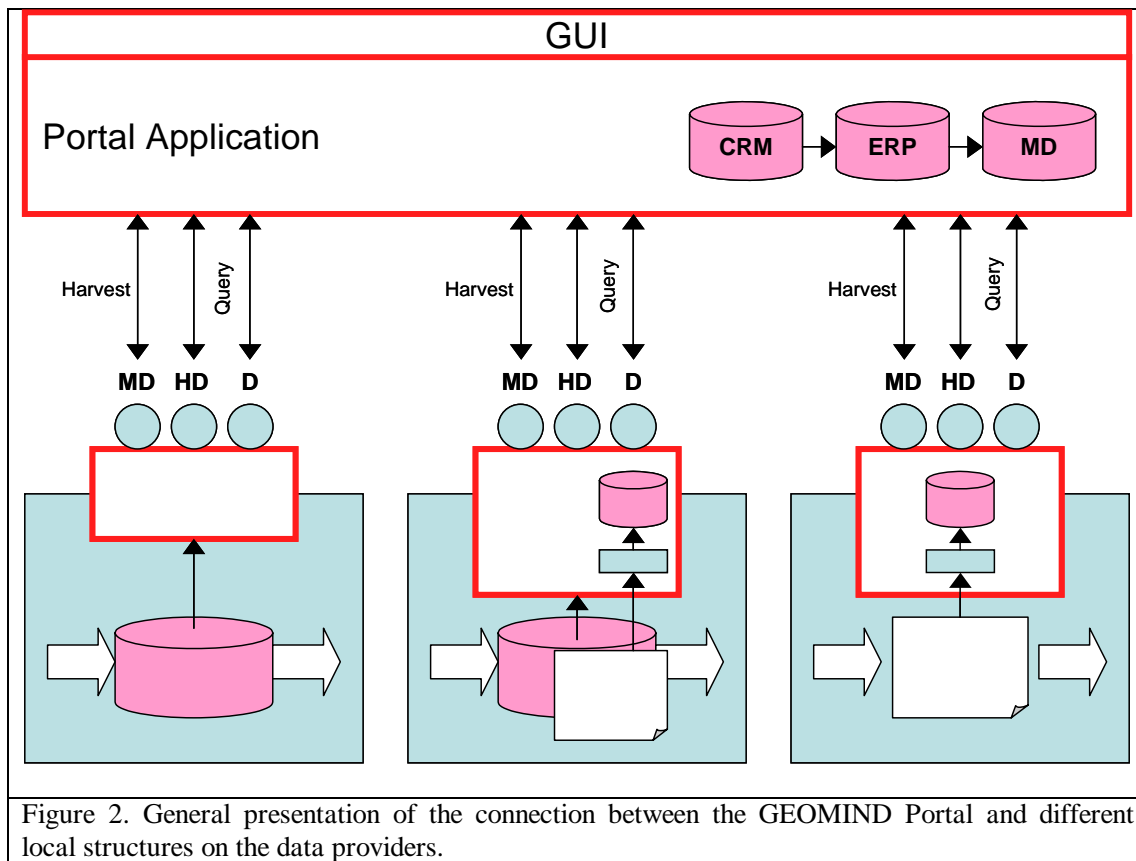 GUI
Portal Application
CRM
ERP
MD
Harvest
Query
Harvest
Query
Harvest
Query
MD HD D
MD HD D
MD HD D
Figure 2. General presentation of the connection between the GEOMIND Portal and different
local structures on the data providers.